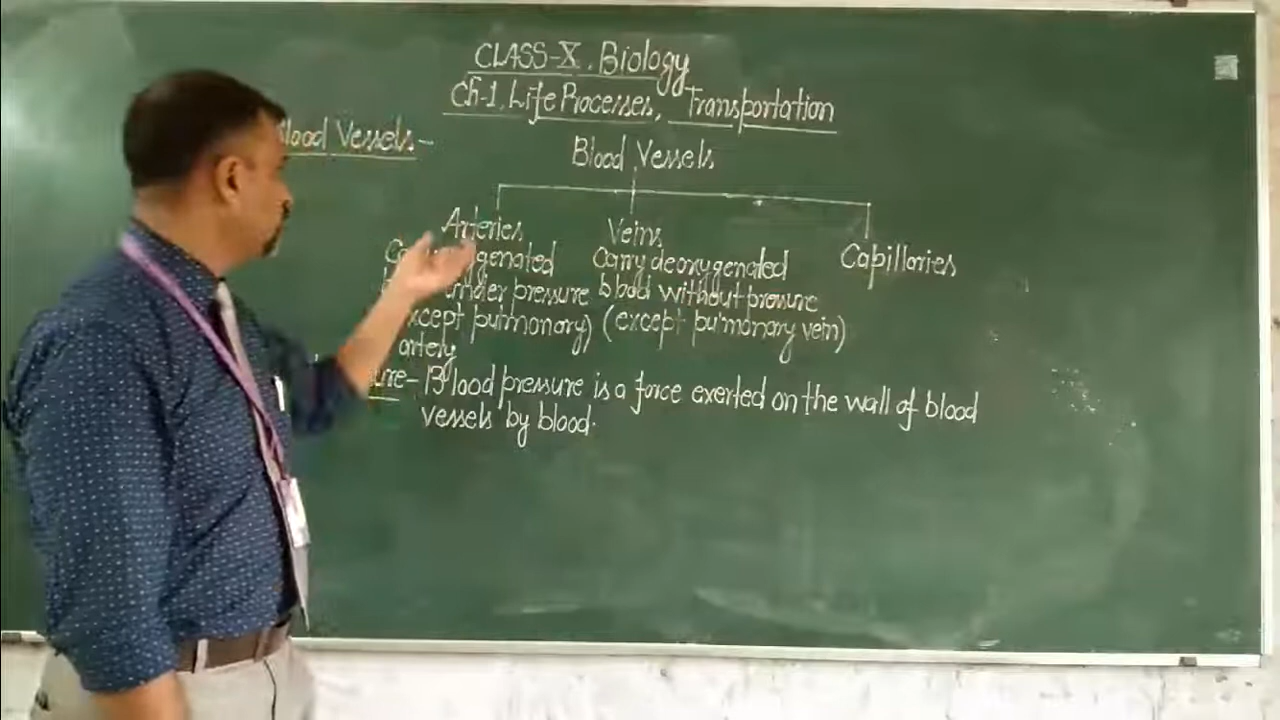 CLASS-X. Biology
Ch-1, Life Processes, Transportation
Blood Vessels-
Blood Vessels
Arteries Veins Capillaries
genated carry deoxygenated
under pressure blood without pressure
except pulmonary) (except pulmonary vein)
artery
ure - Blood pressure is a force exerted on the wall of blood
vessels by blood.